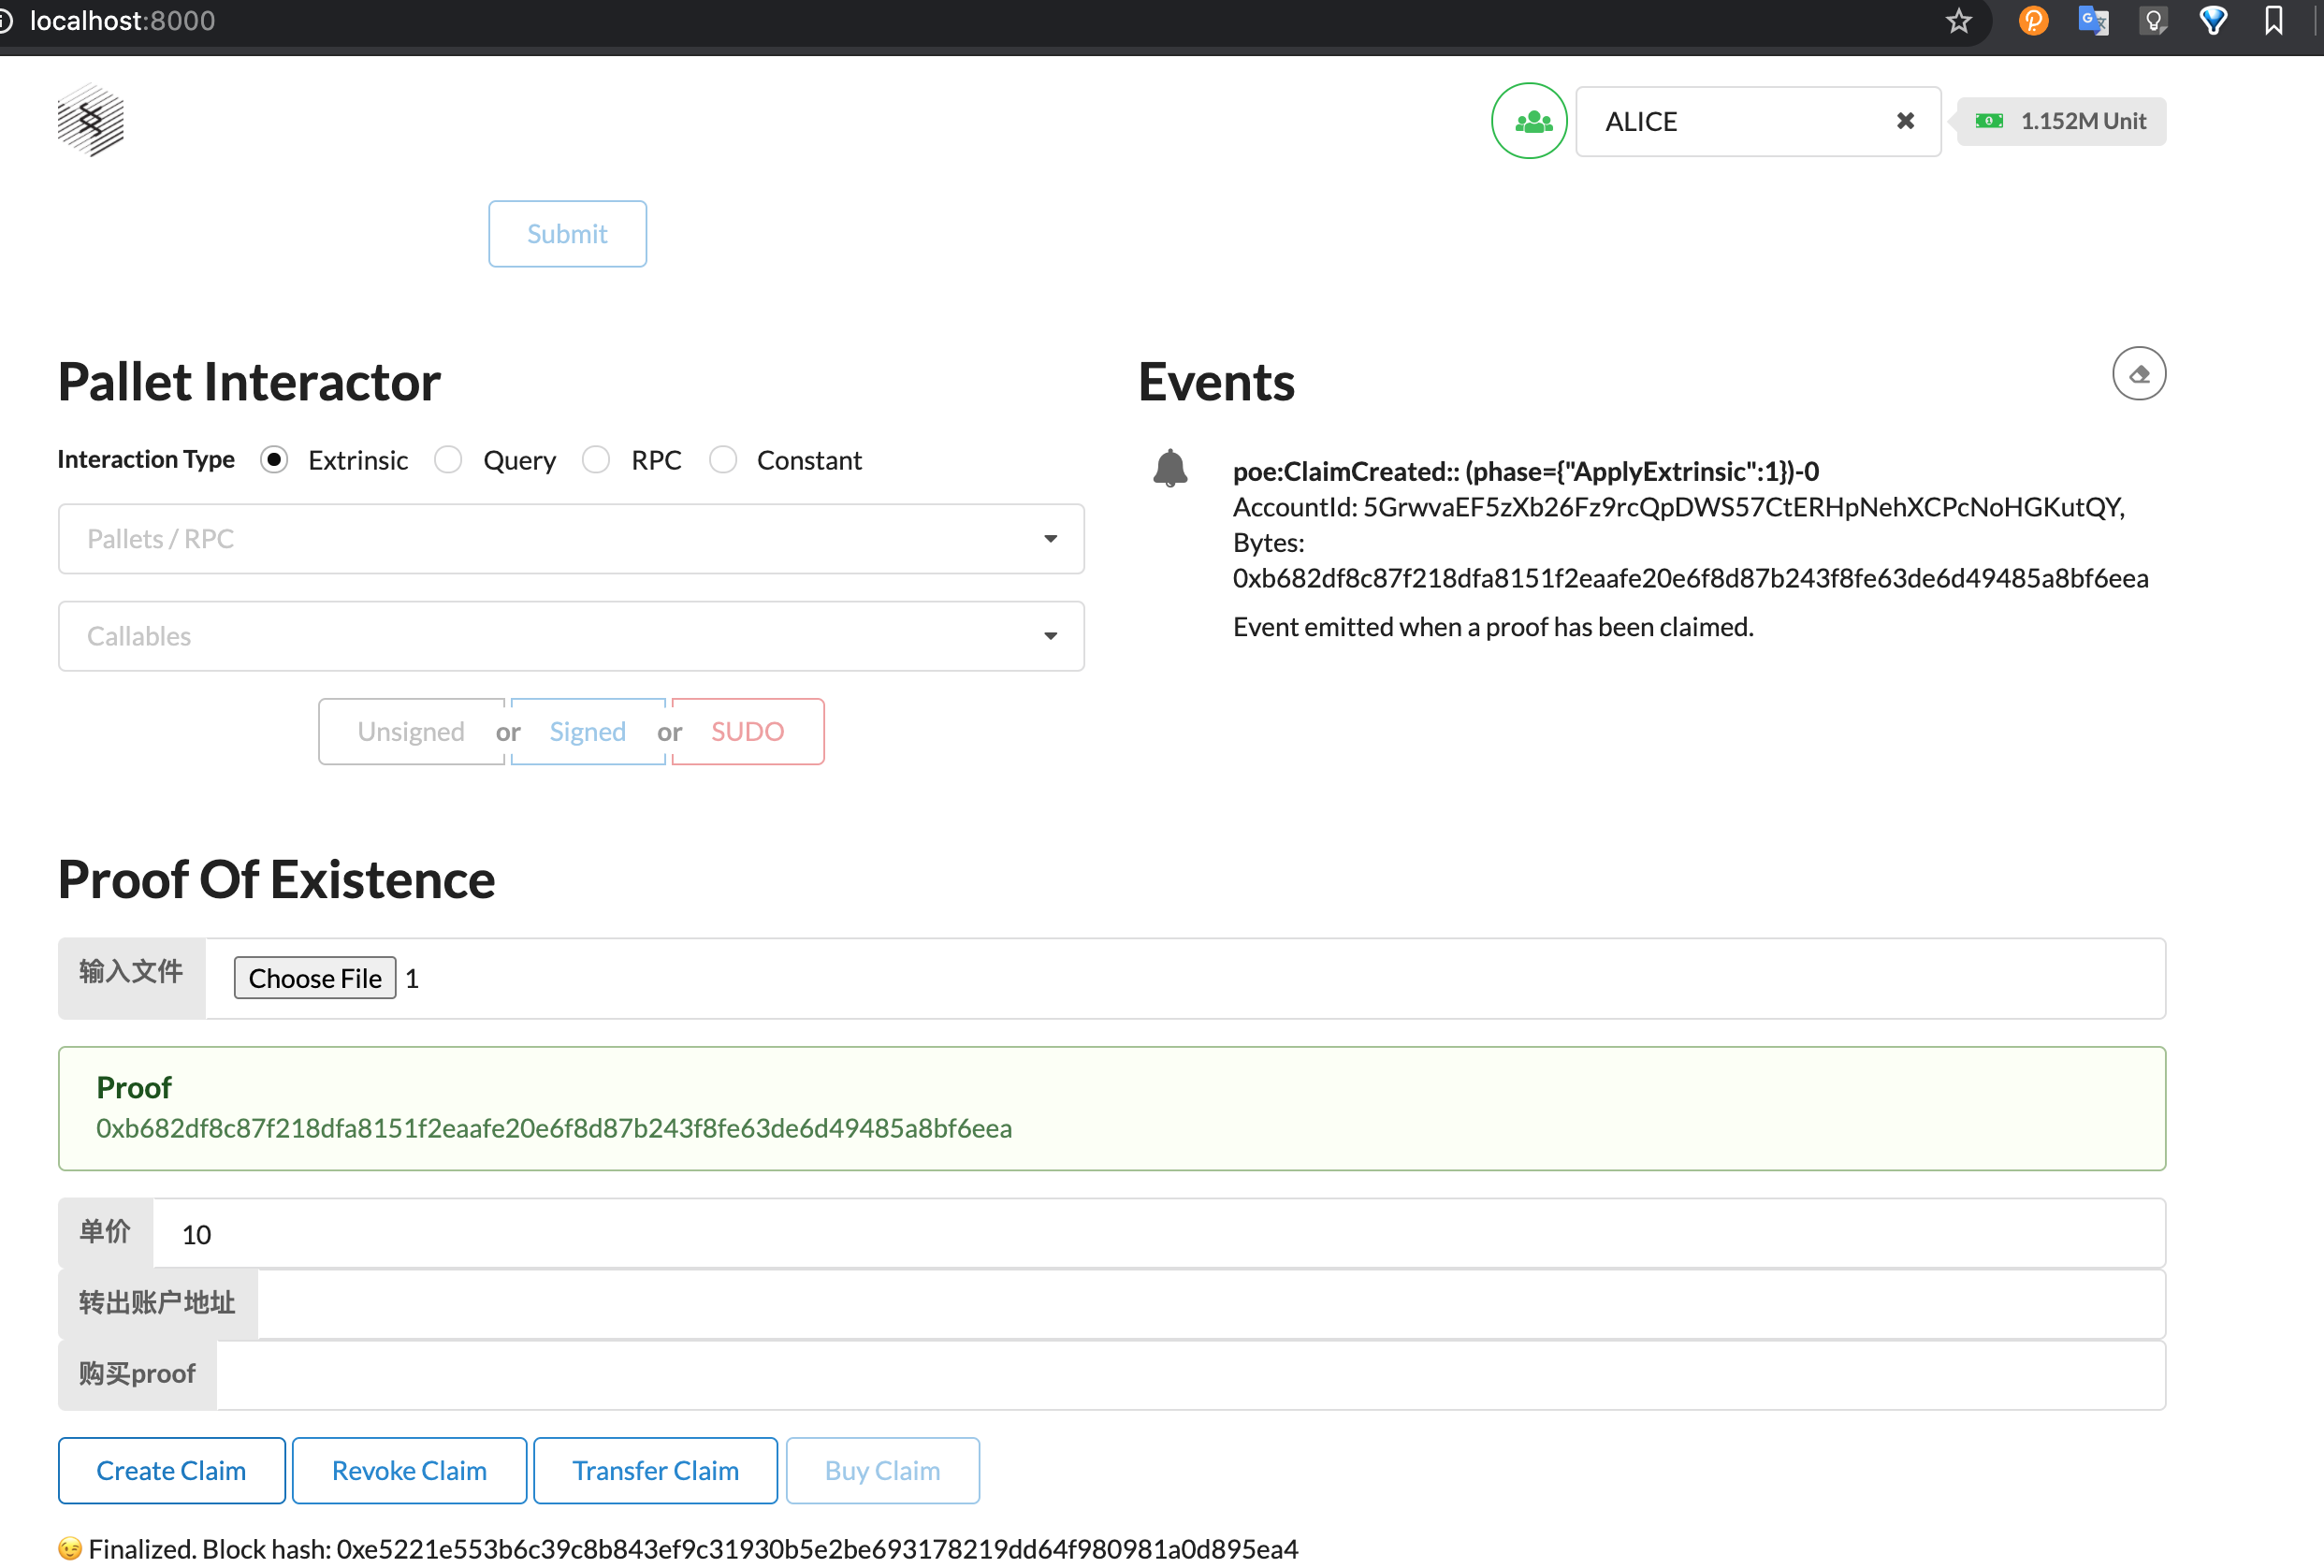 localhost:8000
ALICE
1.152M Unit
Submit
Pallet Interactor
Interaction Type Extrinsic Query RPC Constant
Pallets / RPC
Callables
Unsigned or Signed or SUDO
Events
poe:ClaimCreated:: (phase={"ApplyExtrinsic":1})-0
AccountId: 5GrwvaEF5zXb26Fz9rcQpDWS57CtERHpNehXCPcNoHGKutQY,
Bytes:
0xb682df8c87f218dfa8151f2eaafe20e6f8d87b243f8fe63de6d49485a8bf6eea
Event emitted when a proof has been claimed.
Proof Of Existence
输入文件 Choose File 1
Proof
0xb682df8c87f218dfa8151f2eaafe20e6f8d87b243f8fe63de6d49485a8bf6eea
单价 10
转出账户地址
购买proof
Create Claim Revoke Claim Transfer Claim Buy Claim
😉 Finalized. Block hash: 0xe5221e553b6c39c8b843ef9c31930b5e2be693178219dd64f980981a0d895ea4